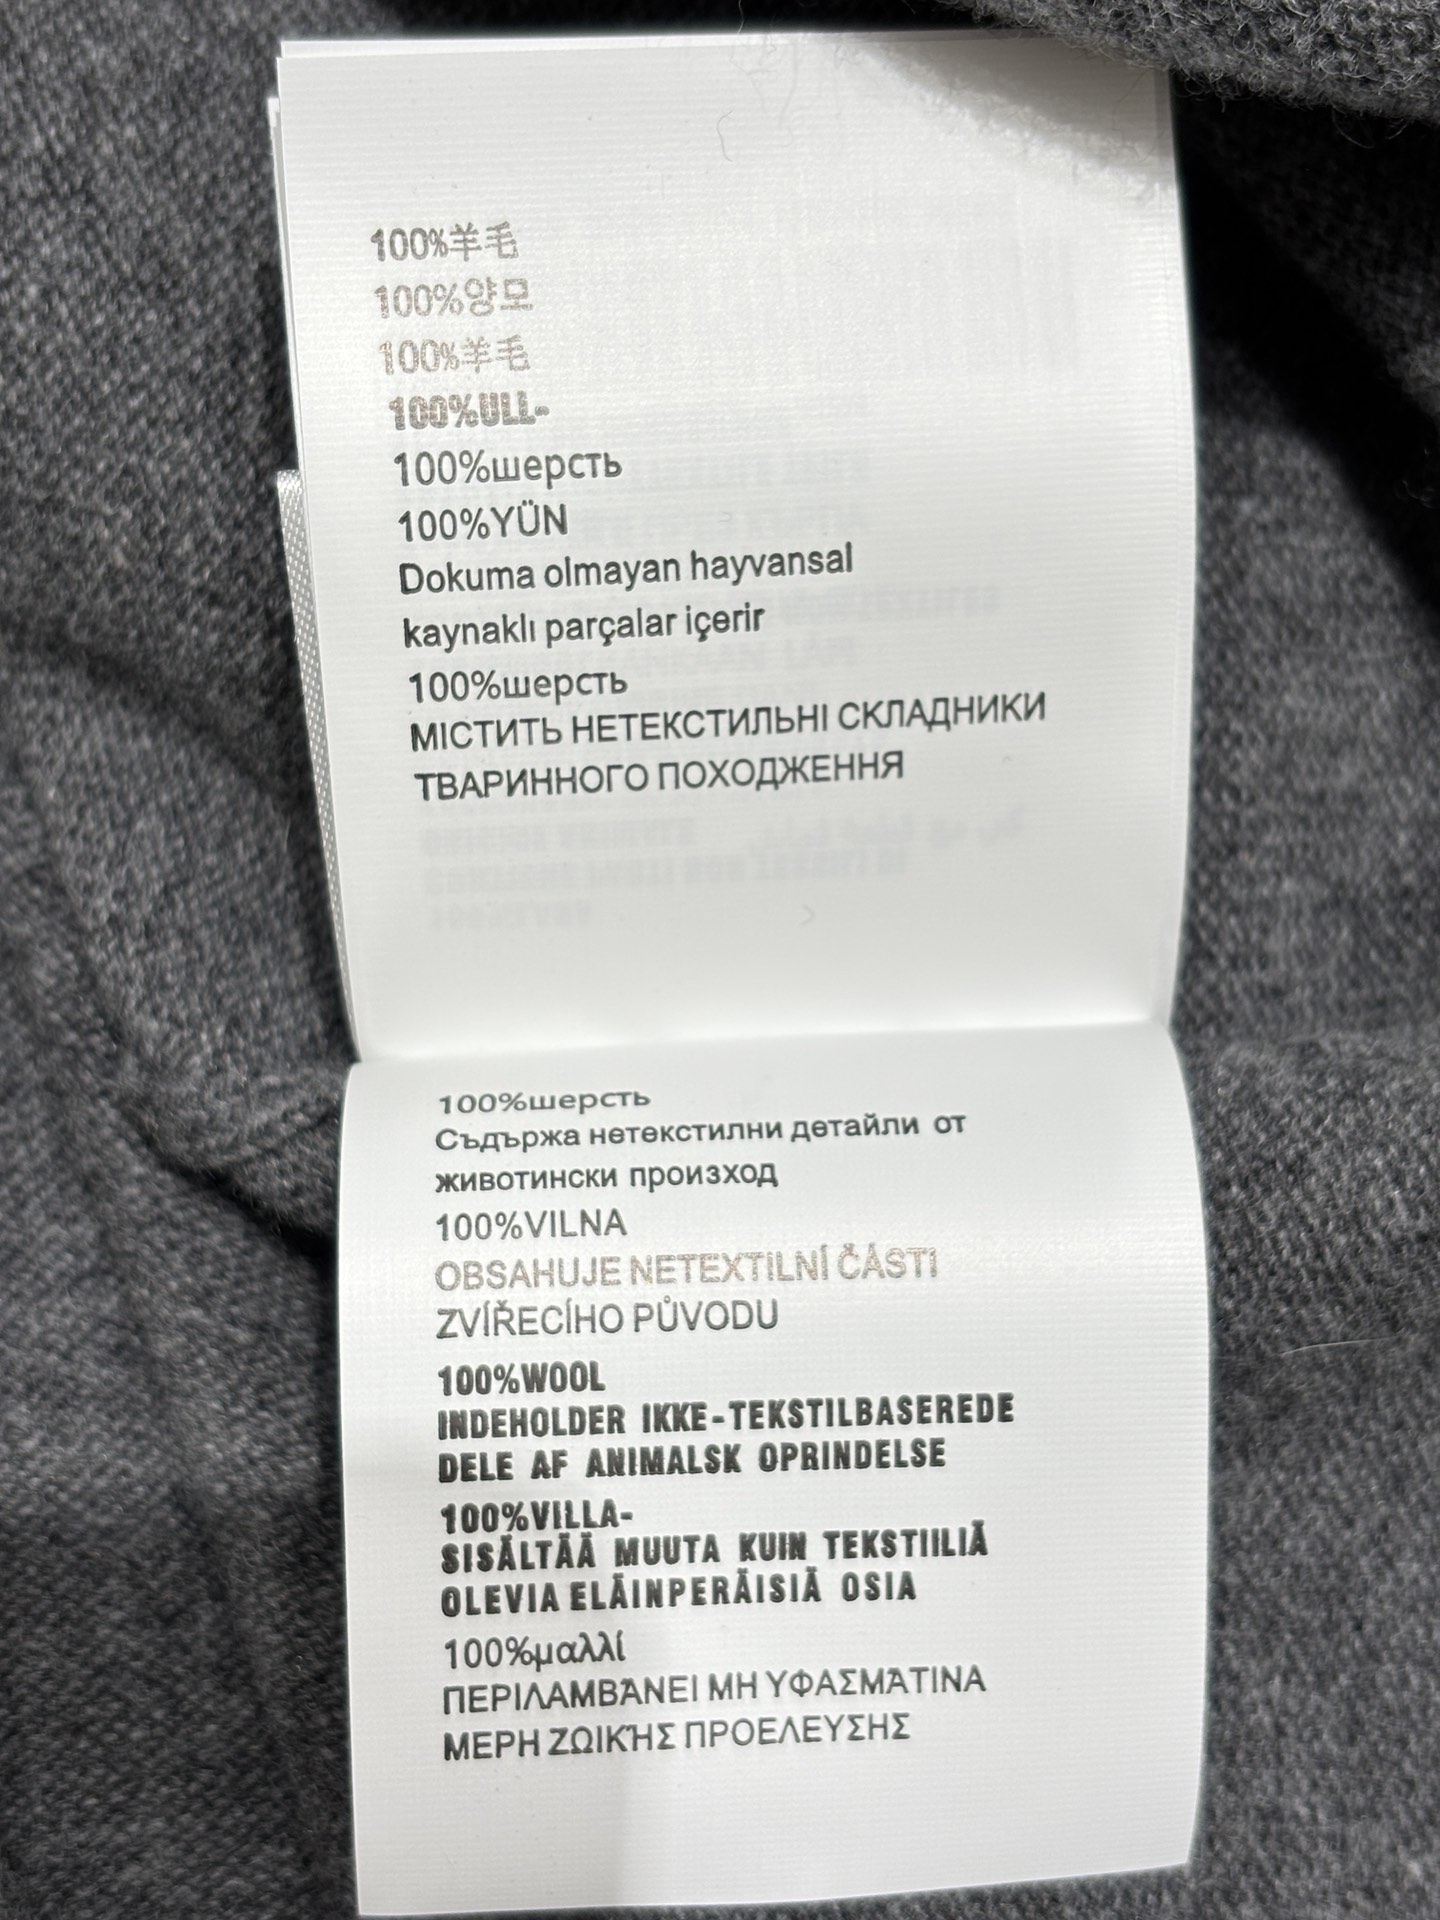 100%羊毛
100%양모
100%羊毛
100%ULL-
100%шерсть
100%YÜN
Dokuma olmayan hayvansal
kaynaklı parçalar içerir
100%шерсть
МІСТИТЬ НЕТЕКСТИЛЬНІ СКЛАДНИКИ
ТВАРИННОГО ПОХОДЖЕННЯ
100%шерсть
Съдържа нетекстилни детайли от
животински произход
100%VILNA
OBSAHUJE NETEXTILNÍ ČÁSTI
ZVÍŘECÍHO PŮVODU
100%WOOL
INDEHOLDER IKKE-TEKSTILBASEREDE
DELE AF ANIMALSK OPRINDELSE
100%VILLA-
SISÄLTÄÄ MUUTA KUIN TEKSTIILIÄ
OLEVIA ELÄINPERÄISIÄ OSIA
100%μαλλί
ΠΕΡΙΛΑΜΒΆΝΕΙ ΜΗ ΥΦΑΣΜΆΤΙΝΑ
ΜΕΡΗ ΖΩΙΚΉΣ ΠΡΟΕΛΕΥΣΗΣ